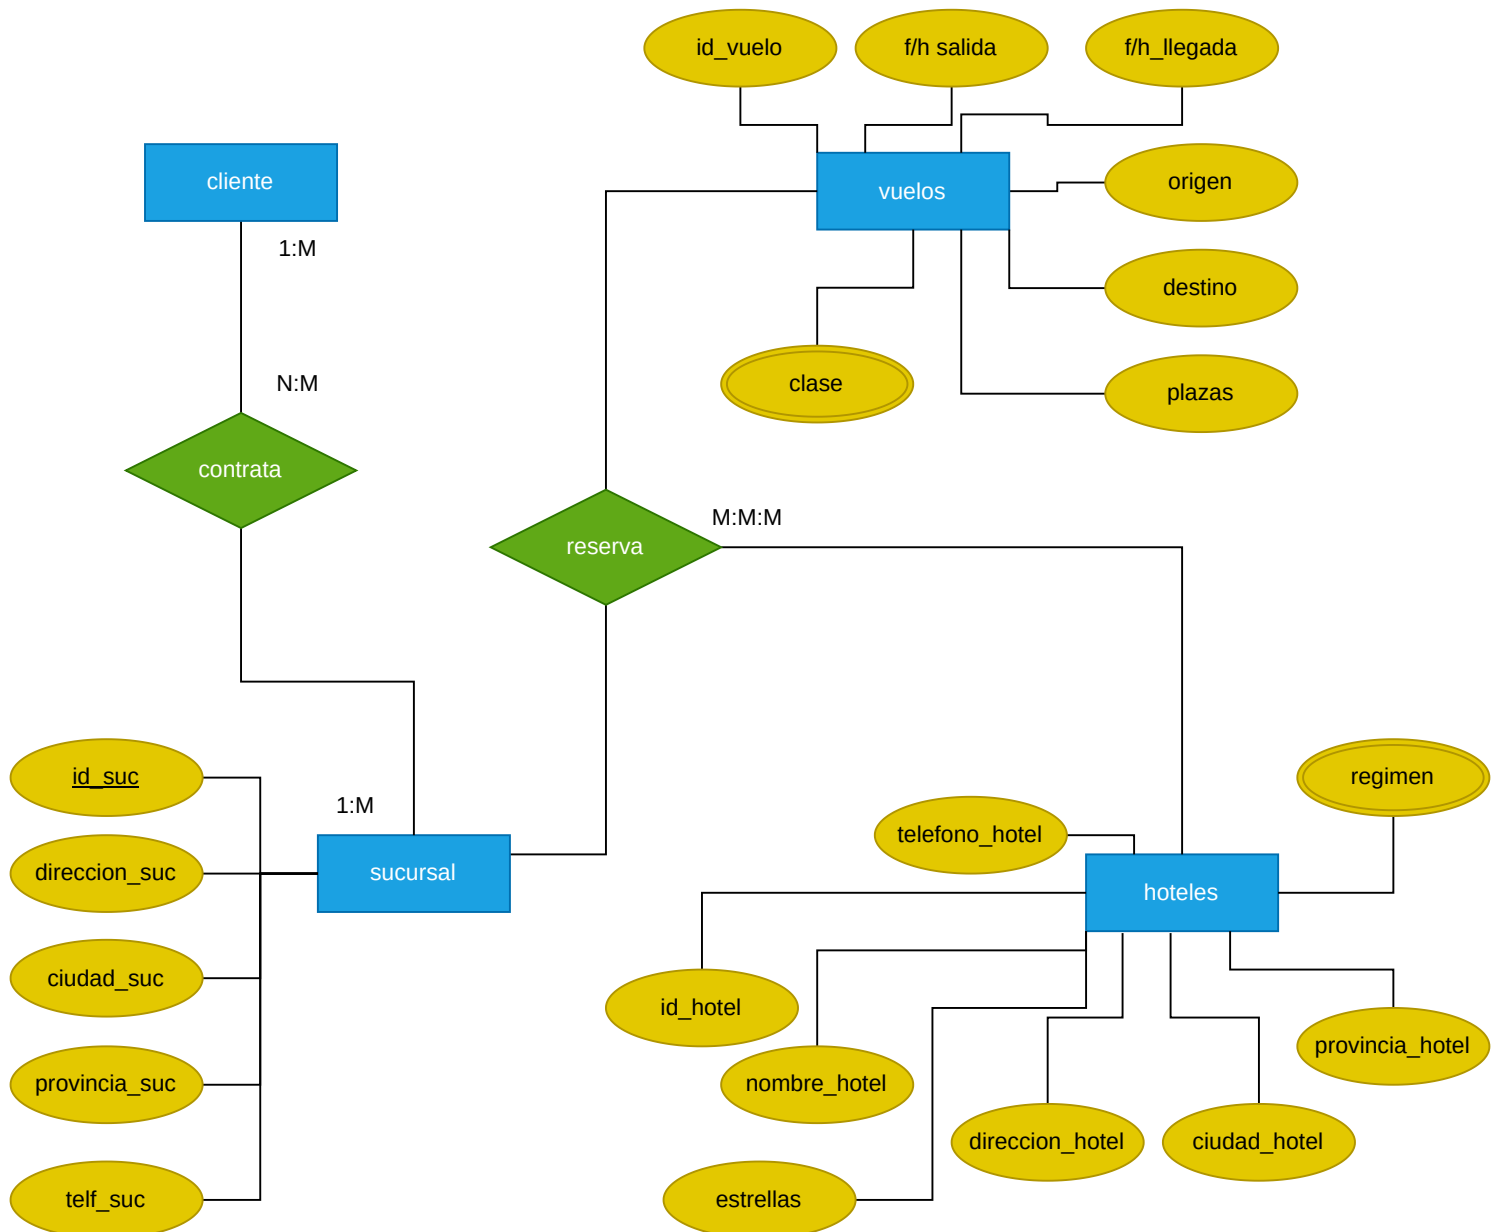 id_vuelo
f/h salida
f/h_llegada
cliente
vuelos
origen
1:M
destino
N:M
clase
plazas
contrata
M:M:M
reserva
id_suc
regimen
1:M
telefono_hotel
direccion_suc
sucursal
hoteles
ciudad_suc
id_hotel
provincia_hotel
provincia_suc
nombre_hotel
direccion_hotel
ciudad_hotel
telf_suc
estrellas